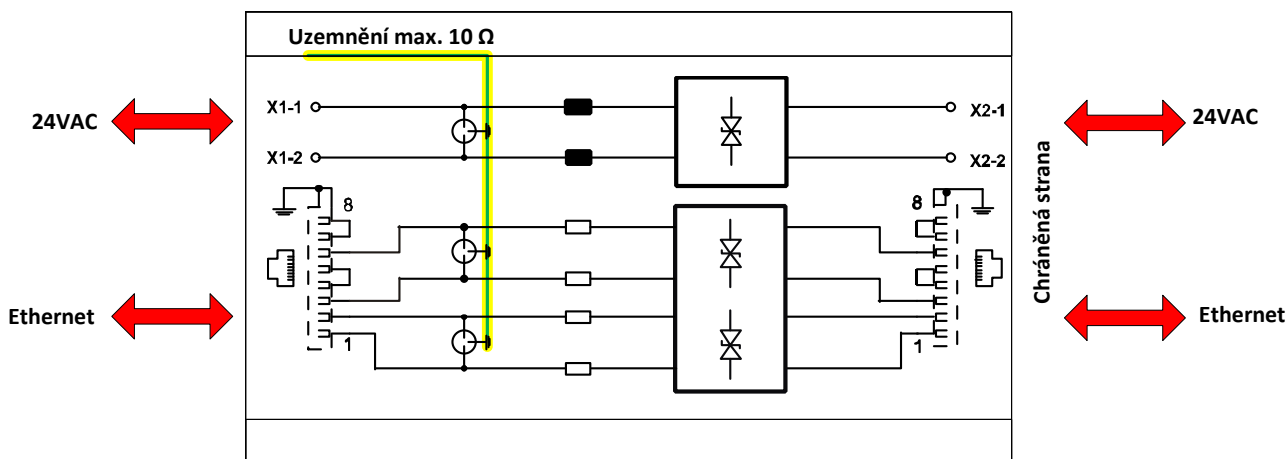 Uzemnění max. 10 Ω
24VAC
X1-1
X2-1
24VAC
X1-2
X2-2
8
8
Chráněná strana
Ethernet
1
1
Ethernet